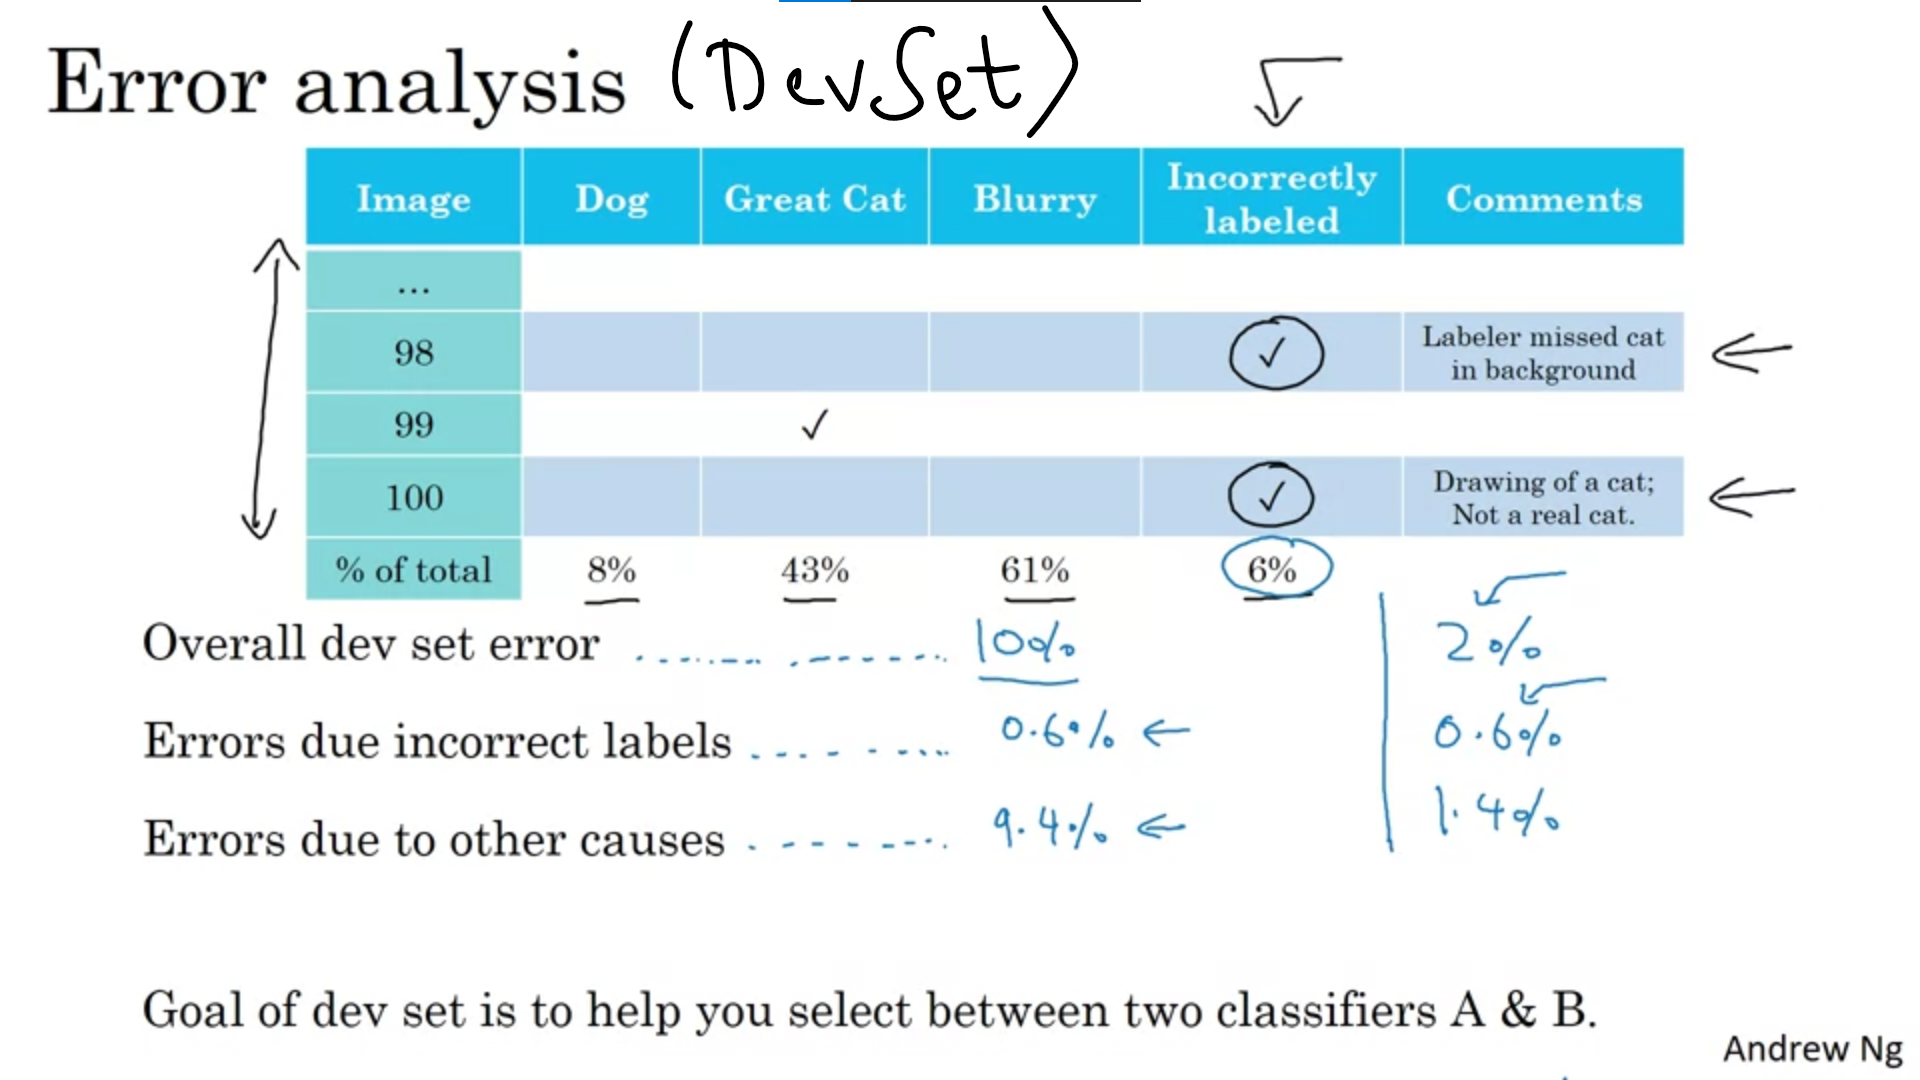 Error analysis (DevSet)
Image Dog Great Cat Blurry Incorrectly labeled Comments
...
98 ✓ Labeler missed cat in background
99 ✓
100 ✓ Drawing of a cat; Not a real cat.
% of total 8% 43% 61% 6%
Overall dev set error 10% 2%
Errors due incorrect labels 0.6% 0.6%
Errors due to other causes 9.4% 1.4%
Goal of dev set is to help you select between two classifiers A & B.
Andrew Ng